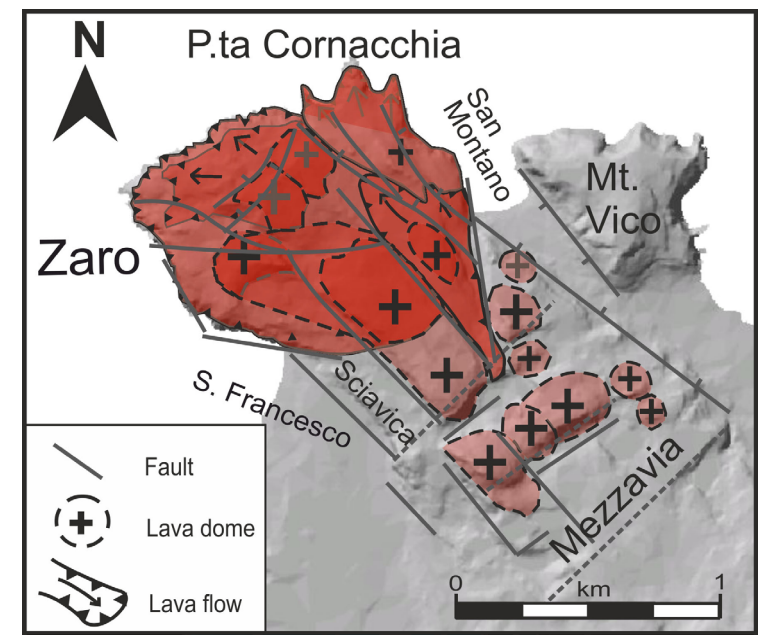 N
P.ta Cornacchia
San
Montano
Mt.
Vico
Zaro
S. Francesco
Sciavica
Mezzavia
Fault
Lava dome
Lava flow
0
km
1